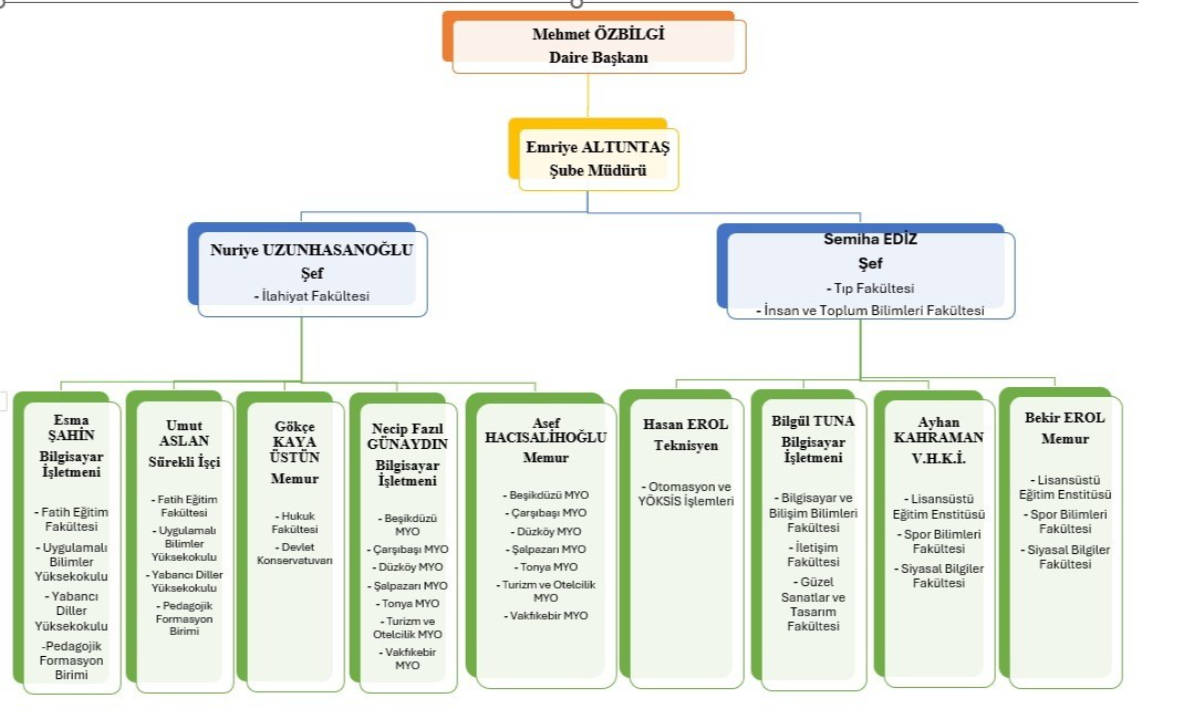 Mehmet ÖZBİLGİ
Daire Başkanı
Emriye ALTUNTAŞ
Şube Müdürü
Nuriye UZUNHASANOĞLU
Şef
- İlahiyat Fakültesi
Semiha EDİZ
Şef
- Tıp Fakültesi
- İnsan ve Toplum Bilimleri Fakültesi
Esma
ŞAHİN
Bilgisayar
İşletmeni
- Fatih Eğitim
Fakültesi
- Uygulamalı
Bilimler
Yüksekokulu
- Yabancı
Diller
Yüksekokulu
-Pedagojik
Formasyon
Birimi
Umut
ASLAN
Sürekli İşçi
- Fatih Eğitim
Fakültesi
- Uygulamalı
Bilimler
Yüksekokulu
- Yabancı Diller
Yüksekokulu
- Pedagojik
Formasyon
Birimi
Gökçe
KAYA
ÜSTÜN
Memur
- Hukuk
Fakültesi
- Devlet
Konservatuvarı
Necip Fazıl
GÜNAYDIN
Bilgisayar
İşletmeni
- Beşikdüzü
MYO
- Çarşıbaşı MYO
- Düzköy MYO
- Şalpazarı MYO
- Tonya MYO
- Turizm ve
Otelcilik MYO
- Vakfıkebir
MYO
Asef
HACISALİHOĞLU
Memur
- Beşikdüzü MYO
- Çarşıbaşı MYO
- Düzköy MYO
- Şalpazarı MYO
- Tonya MYO
- Turizm ve Otelcilik
MYO
- Vakfıkebir MYO
Hasan EROL
Teknisyen
- Otomasyon ve
YÖKSİS İşlemleri
Bilgül TUNA
Bilgisayar
İşletmeni
- Bilgisayar ve
Bilişim Bilimleri
Fakültesi
- İletişim
Fakültesi
- Güzel
Sanatlar ve
Tasarım
Fakültesi
Ayhan
KAHRAMAN
V.H.K.İ.
- Lisansüstü
Eğitim Enstitüsü
- Spor Bilimleri
Fakültesi
- Siyasal Bilgiler
Fakültesi
Bekir EROL
Memur
- Lisansüstü
Eğitim Enstitüsü
- Spor Bilimleri
Fakültesi
- Siyasal Bilgiler
Fakültesi